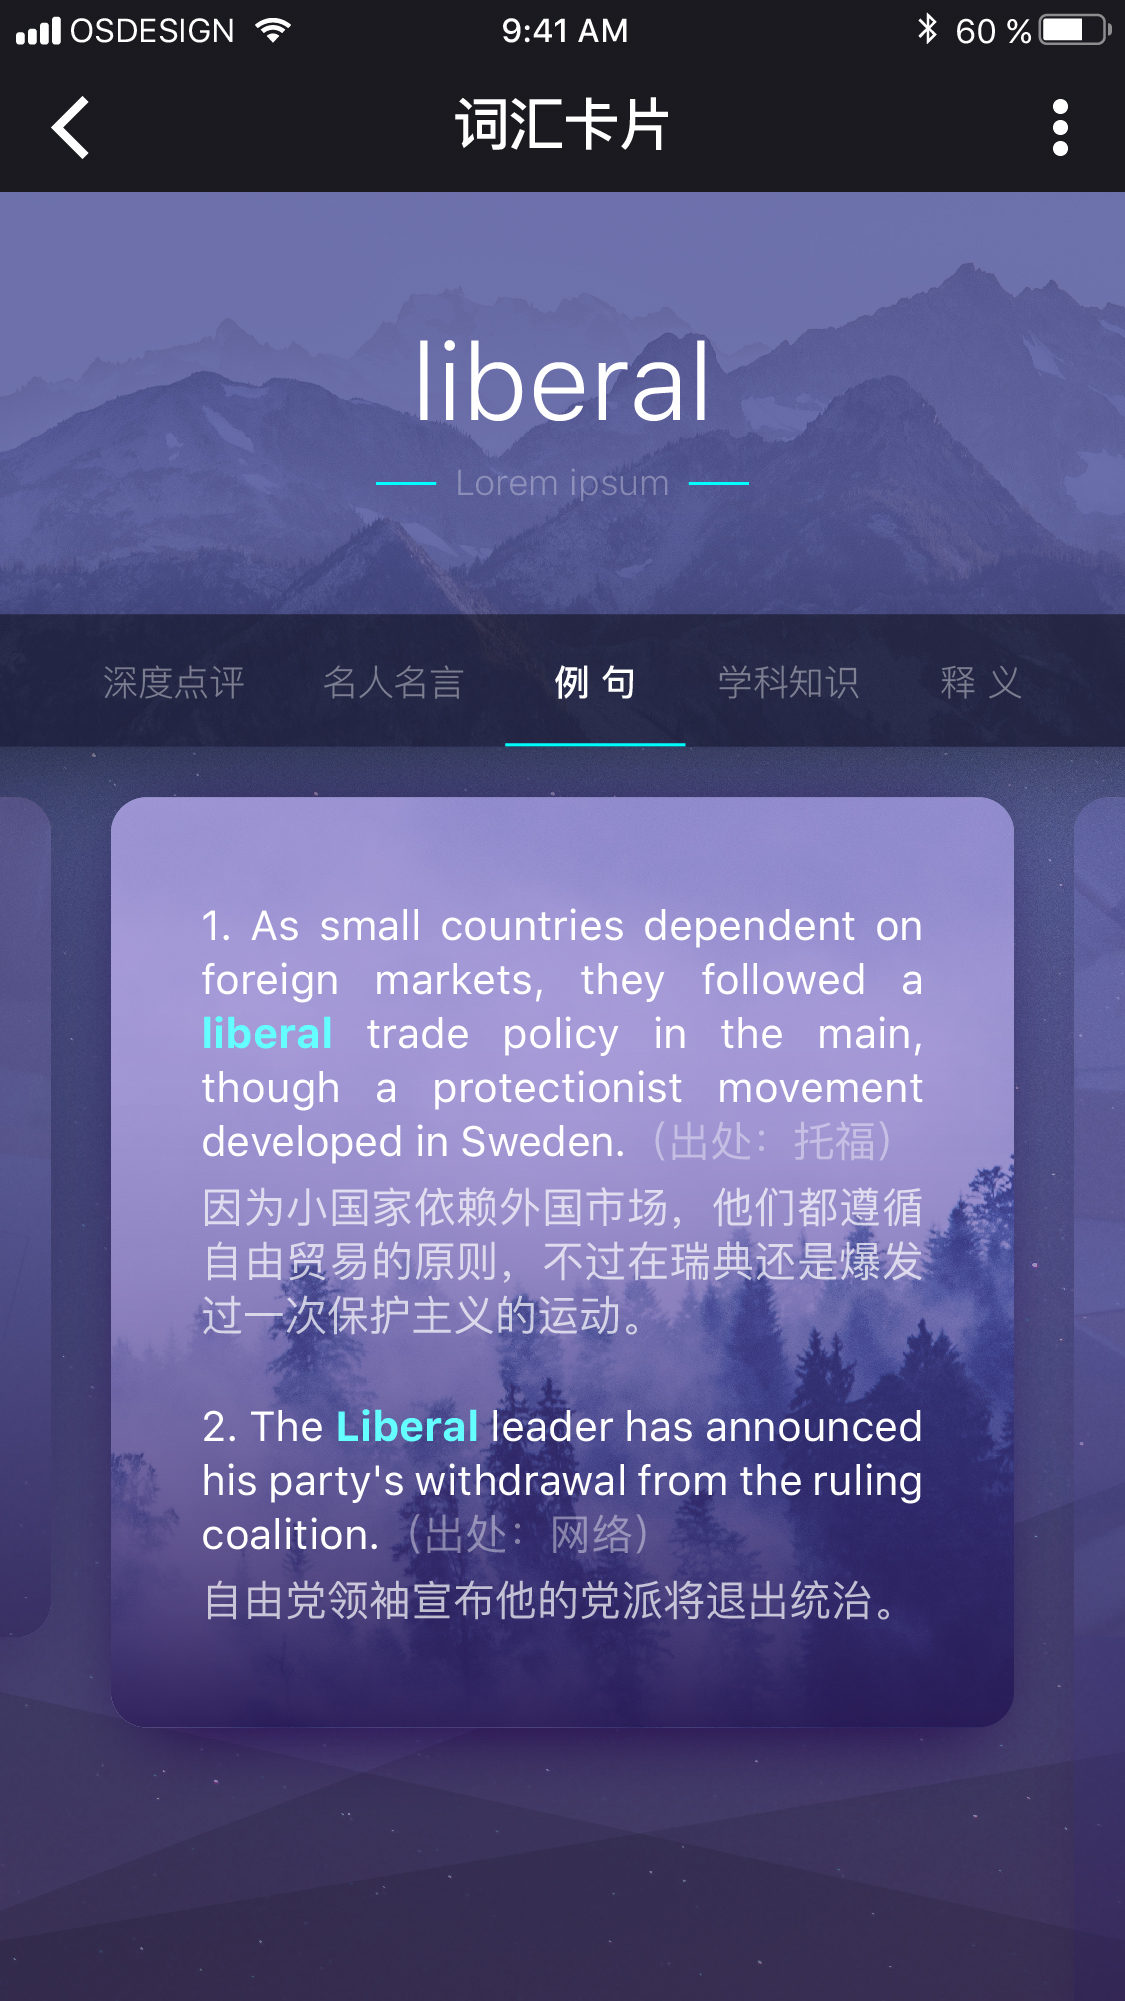 OSDESIGN 9:41 AM 60 %
词汇卡片
liberal
Lorem ipsum
深度点评 名人名言 例 句 学科知识 释 义
1. As small countries dependent on
foreign markets, they followed a
liberal trade policy in the main,
though a protectionist movement
developed in Sweden.（出处：托福）
因为小国家依赖外国市场，他们都遵循
自由贸易的原则，不过在瑞典还是爆发
过一次保护主义的运动。
2. The Liberal leader has announced
his party's withdrawal from the ruling
coalition.（出处：网络）
自由党领袖宣布他的党派将退出统治。